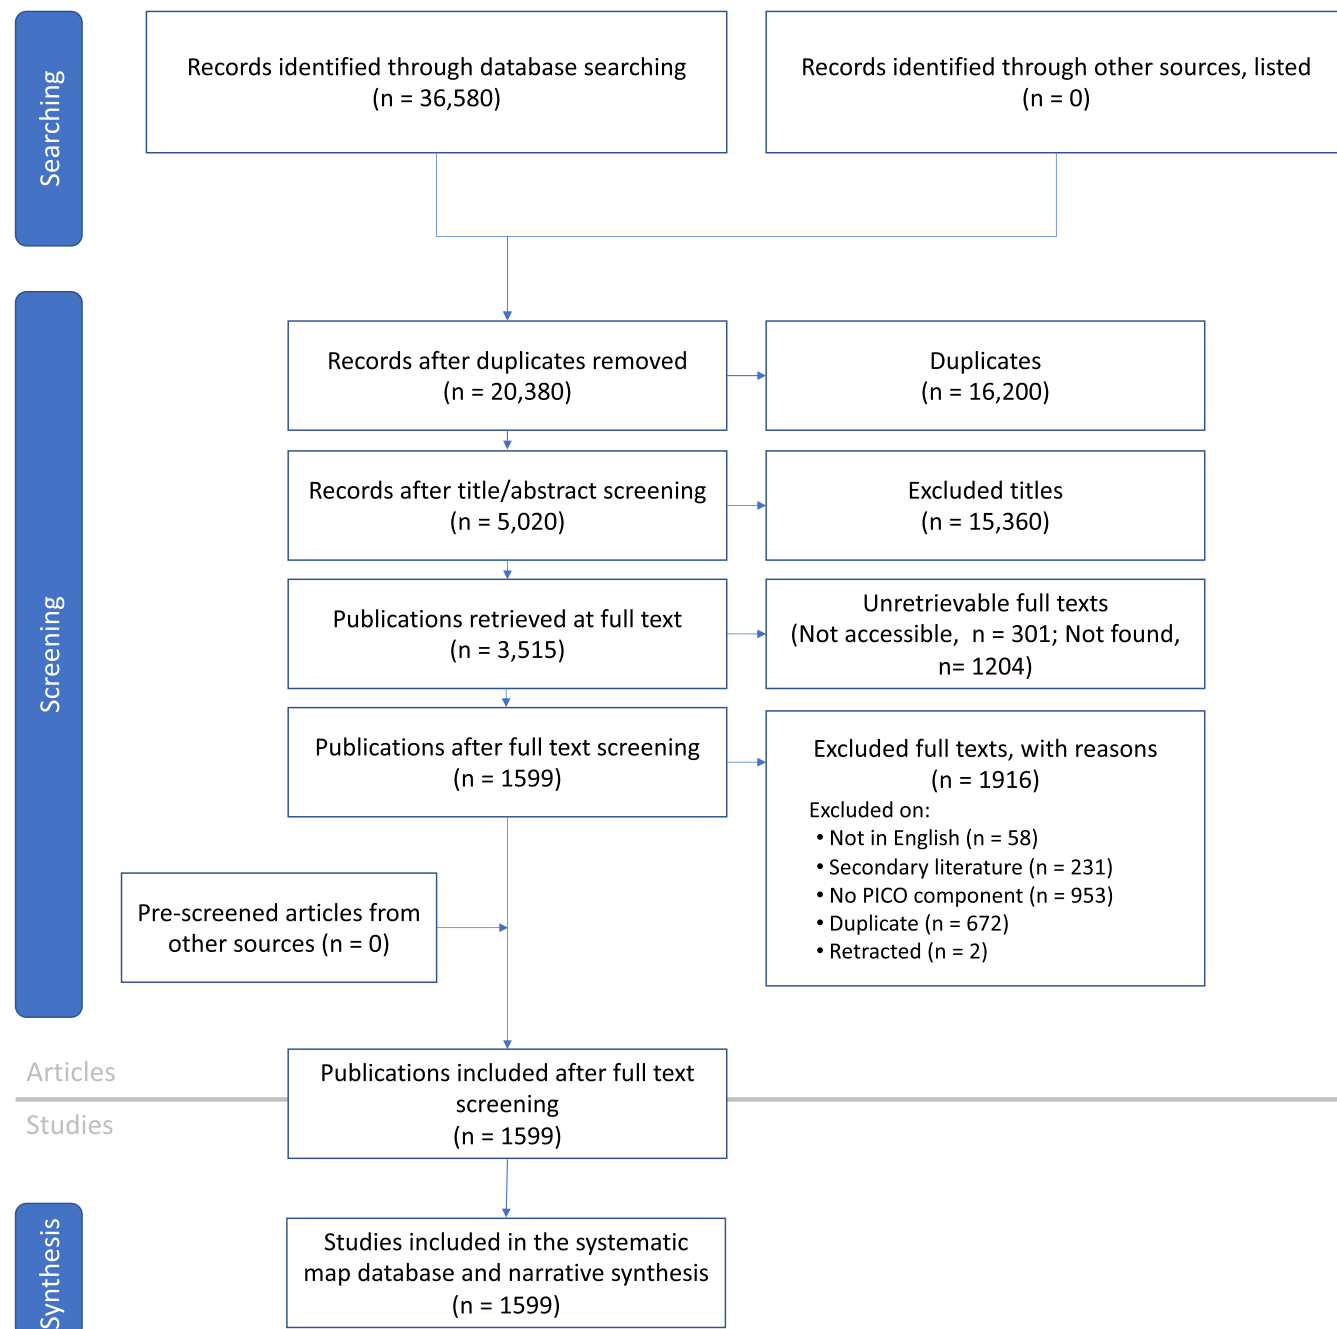 Searching
Records identified through database searching
(n = 36,580)
Records identified through other sources, listed
(n = 0)
Screening
Records after duplicates removed
(n = 20,380)
Duplicates
(n = 16,200)
Records after title/abstract screening
(n = 5,020)
Excluded titles
(n = 15,360)
Publications retrieved at full text
(n = 3,515)
Unretrievable full texts
(Not accessible,  n = 301; Not found,
n= 1204)
Publications after full text screening
(n = 1599)
Excluded full texts, with reasons
(n = 1916)
Excluded on:
• Not in English (n = 58)
• Secondary literature (n = 231)
• No PICO component (n = 953)
• Duplicate (n = 672)
• Retracted (n = 2)
Pre-screened articles from
other sources (n = 0)
Articles
Studies
Publications included after full text
screening
(n = 1599)
Synthesis
Studies included in the systematic
map database and narrative synthesis
(n = 1599)